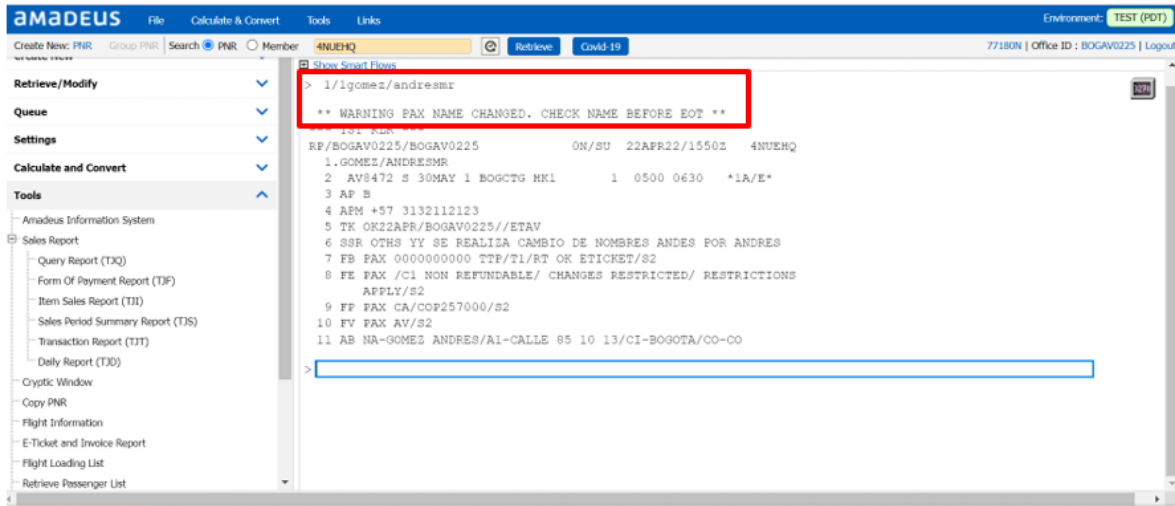 amadeus File Calculate & Convert Tools Links Environment: TEST (PDT)
Create New: PNR Group PNR Search PNR Member 4NUEHQ Retrieve Covid-19 77180N | Office ID : BOGAV0225 | Logout
Create New
Retrieve/Modify
Queue
Settings
Calculate and Convert
Tools
Amadeus Information System
Sales Report
Query Report (TJQ)
Form Of Payment Report (TJF)
Item Sales Report (TJI)
Sales Period Summary Report (TJS)
Transaction Report (TJT)
Daily Report (TJD)
Cryptic Window
Copy PNR
Flight Information
E-Ticket and Invoice Report
Flight Loading List
Retrieve Passenger List
Show Smart Flows
> 1/1gomez/andresmr
** WARNING PAX NAME CHANGED. CHECK NAME BEFORE EOT **
--- TST RLR ---
RP/BOGAV0225/BOGAV0225 0N/SU 22APR22/1550Z 4NUEHQ
1.GOMEZ/ANDRESMR
2 AV8472 S 30MAY 1 BOGCTG HK1 1 0500 0630 *1A/E*
3 AP B
4 APM +57 3132112123
5 TK OK22APR/BOGAV0225//ETAV
6 SSR OTHS YY SE REALIZA CAMBIO DE NOMBRES ANDES POR ANDRES
7 FB PAX 0000000000 TTP/T1/RT OK ETICKET/S2
8 FE PAX /C1 NON REFUNDABLE/ CHANGES RESTRICTED/ RESTRICTIONS
APPLY/S2
9 FP PAX CA/COP257000/S2
10 FV PAX AV/S2
11 AB NA-GOMEZ ANDRES/A1-CALLE 85 10 13/CI-BOGOTA/CO-CO
>